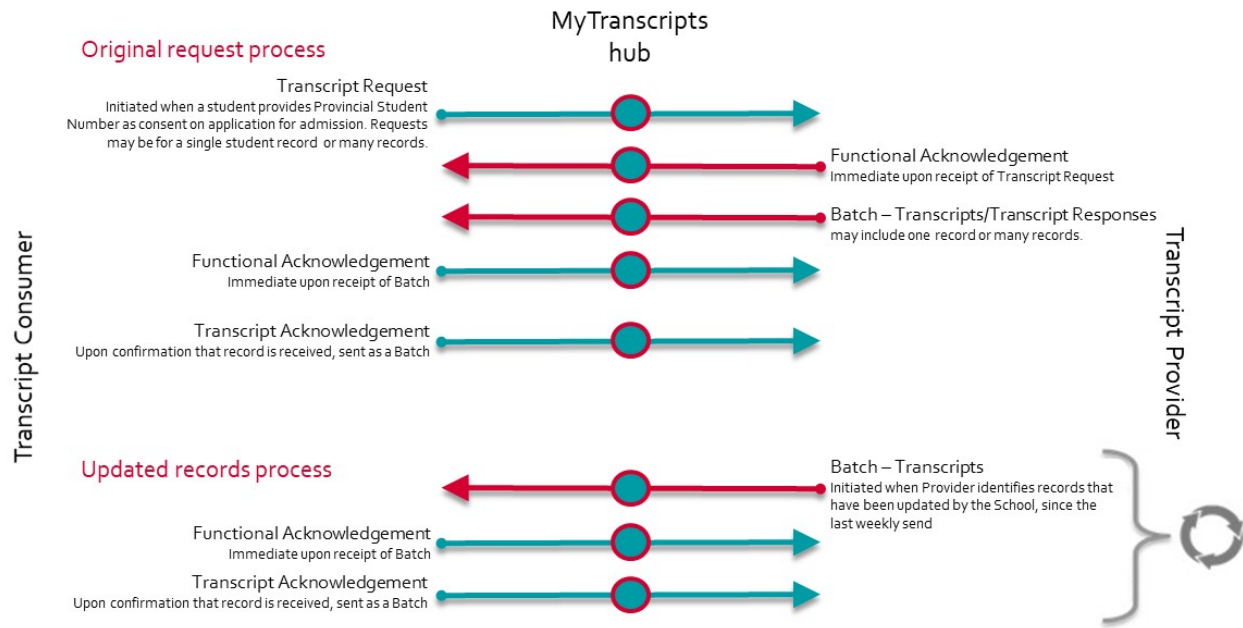 MyTranscripts
hub
Original request process
Transcript Request
Initiated when a student provides Provincial Student
Number as consent on application for admission. Requests
may be for a single student record or many records.
Functional Acknowledgement
Immediate upon receipt of Transcript Request
Batch – Transcripts/Transcript Responses
may include one record or many records.
Functional Acknowledgement
Immediate upon receipt of Batch
Transcript Acknowledgement
Upon confirmation that record is received, sent as a Batch
Transcript Consumer
Transcript Provider
Updated records process
Batch – Transcripts
Initiated when Provider identifies records that
have been updated by the School, since the
last weekly send
Functional Acknowledgement
Immediate upon receipt of Batch
Transcript Acknowledgement
Upon confirmation that record is received, sent as a Batch